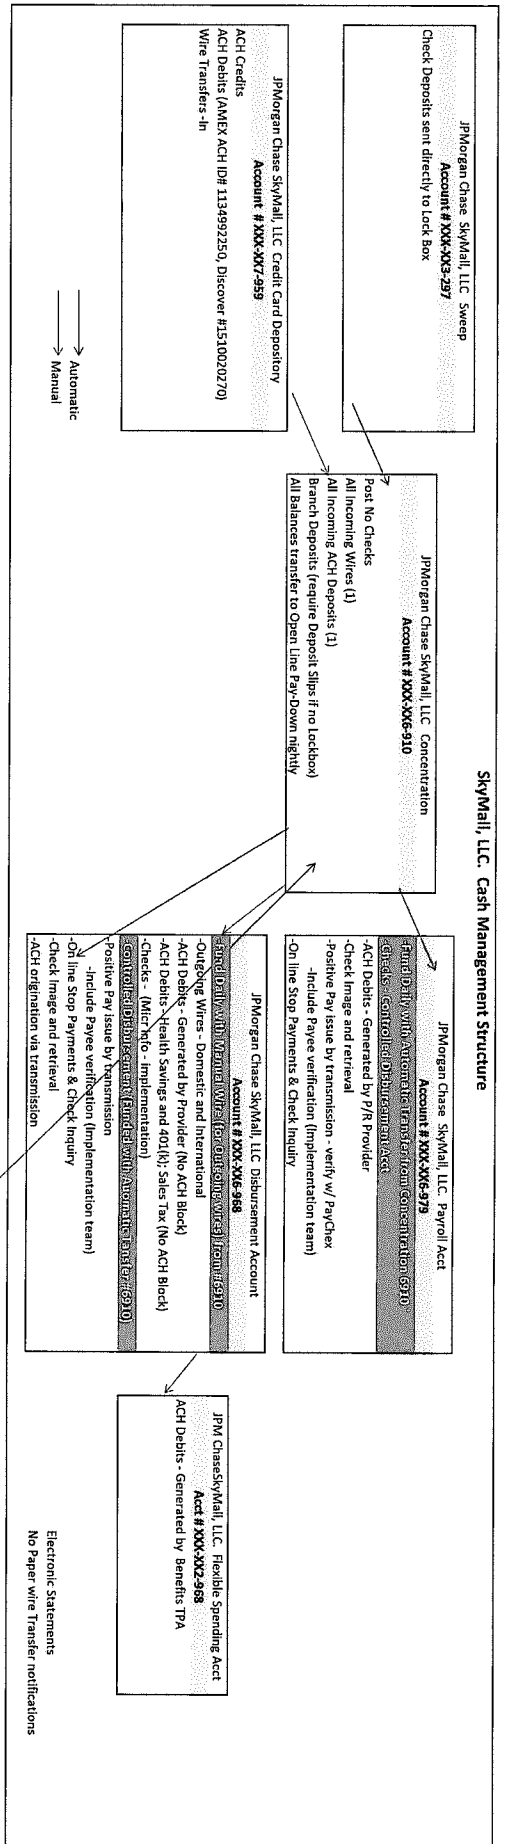 SkyMall, LLC. Cash Management Structure
JPMorgan Chase SkyMall, LLC Sweep
Account # XXX-XX3-297
Check Deposits sent directly to Lock Box
JPMorgan Chase SkyMall, LLC Credit Card Depository
Account # XXX-XX7-959
ACH Credits
ACH Debits (AMEX ACH ID# 1134992250, Discover #1510020270)
Wire Transfers -In
Automatic
Manual
JPMorgan Chase SkyMall, LLC Concentration
Account # XXX-XX6-910
Post No Checks
All Incoming Wires (1)
All Incoming ACH Deposits (1)
Branch Deposits (require Deposit Slips if no Lockbox)
All Balances transfer to Open Line Pay-Down nightly
JPMorgan Chase SkyMall, LLC. Payroll Acct
Account # XXX-XX6-979
-Fund Daily with Automatic Transfer from Concentration 6910
-Checks - Controlled Disbursement Acct
-ACH Debits - Generated by P/R Provider
-Check Image and retrieval
-Positive Pay issue by transmission - verify w/ PayChex
-Include Payee verification (Implementation team)
-On line Stop Payments & Check Inquiry
JPMorgan Chase SkyMall, LLC Disbursement Account
Account # XXX-XX6-968
-Fund Daily with Manual Wire (for Outgoing wires) from #6910
-Outgoing Wires - Domestic and International
-ACH Debits - Generated by Provider (No ACH Block)
-ACH Debits - Health Savings and 401(k); Sales Tax (No ACH Block)
-Checks - (Micr Info - implementation)
-Controlled Disbursement (Funded with Automatic Tansfer #6910)
-Positive Pay issue by transmission
-Include Payee verification (Implementation team)
-On line Stop Payments & Check Inquiry
-Check Image and retrieval
-ACH origination via transmission
JPM ChaseSkyMall, LLC. Flexible Spending Acct
Acct # XXX-XX2-968
ACH Debits - Generated by Benefits TPA
Electronic Statements
No Paper wire Transfer notifications